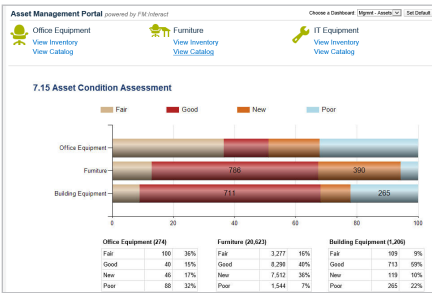 Asset Management Portal powered by FM:Interact
Choose a Dashboard: Mgmnt - Assets Set Default
Office Equipment
View Inventory
View Catalog
Furniture
View Inventory
View Catalog
IT Equipment
View Inventory
View Catalog
7.15 Asset Condition Assessment
Fair Good New Poor
Office Equipment
Furniture 786 390
Building Equipment 711 265
0 20 40 60 80 100
Office Equipment (274)
Fair 100 36%
Good 40 15%
New 46 17%
Poor 88 32%
Furniture (20,623)
Fair 3,277 16%
Good 8,290 40%
New 7,512 36%
Poor 1,544 7%
Building Equipment (1,206)
Fair 109 9%
Good 713 59%
New 119 10%
Poor 265 22%